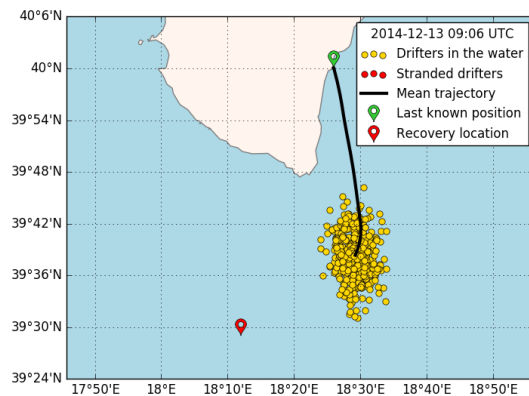 40°6'N
40°N
39°54'N
39°48'N
39°42'N
39°36'N
39°30'N
39°24'N
2014-12-13 09:06 UTC
Drifters in the water
Stranded drifters
Mean trajectory
Last known position
Recovery location
17°50'E 18°E 18°10'E 18°20'E 18°30'E 18°40'E 18°50'E